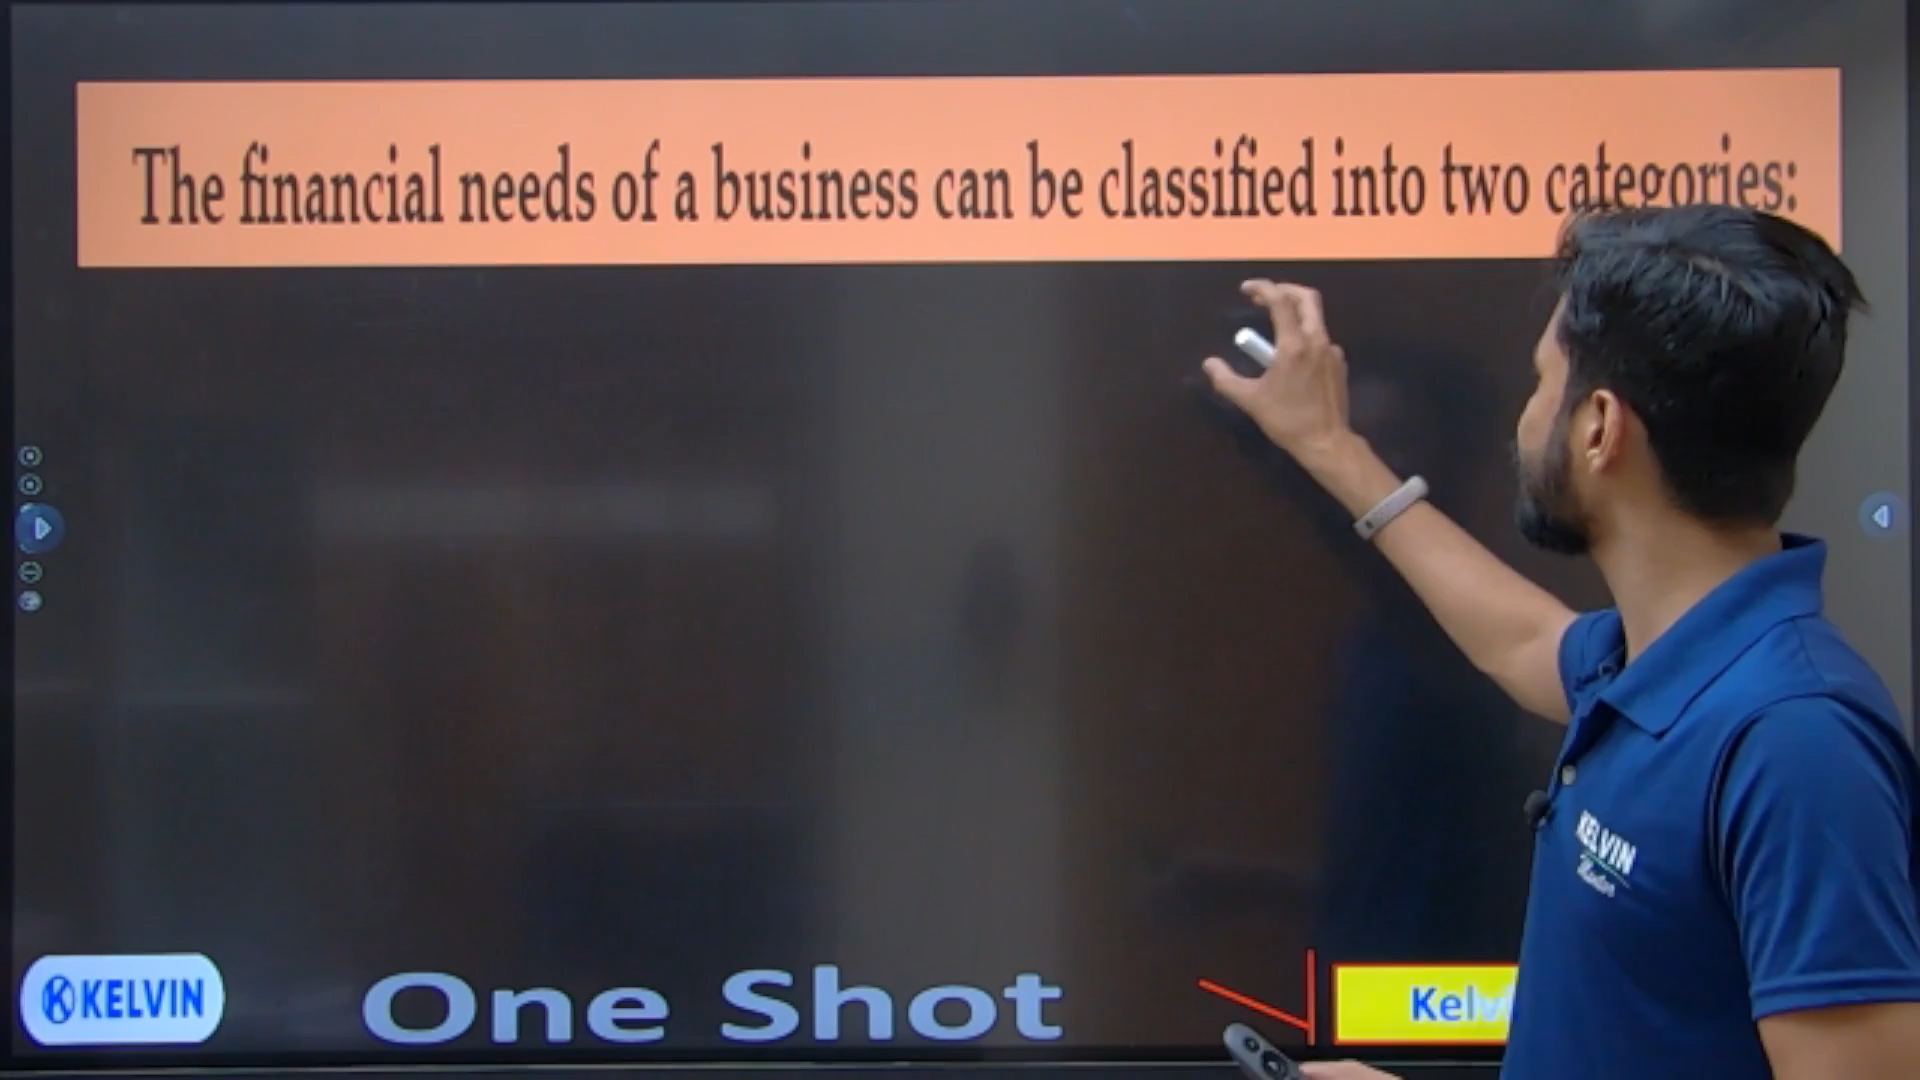 The financial needs of a business can be classified into two categories:
KELVIN
One Shot
KELVIN